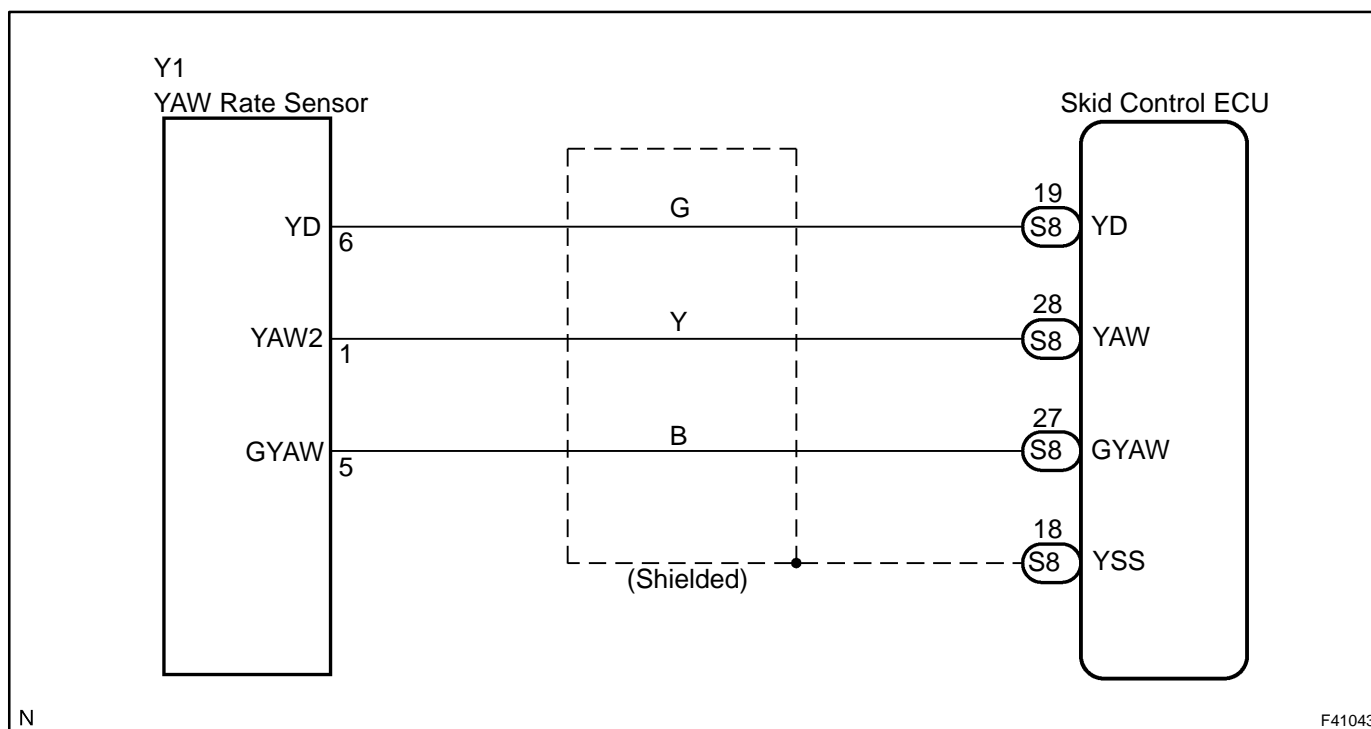 Y1
YAW Rate Sensor
Skid Control ECU
YD
6
G
19
S8
YD
YAW2
1
Y
28
S8
YAW
GYAW
5
B
27
S8
GYAW
18
S8
YSS
(Shielded)
N
F41043